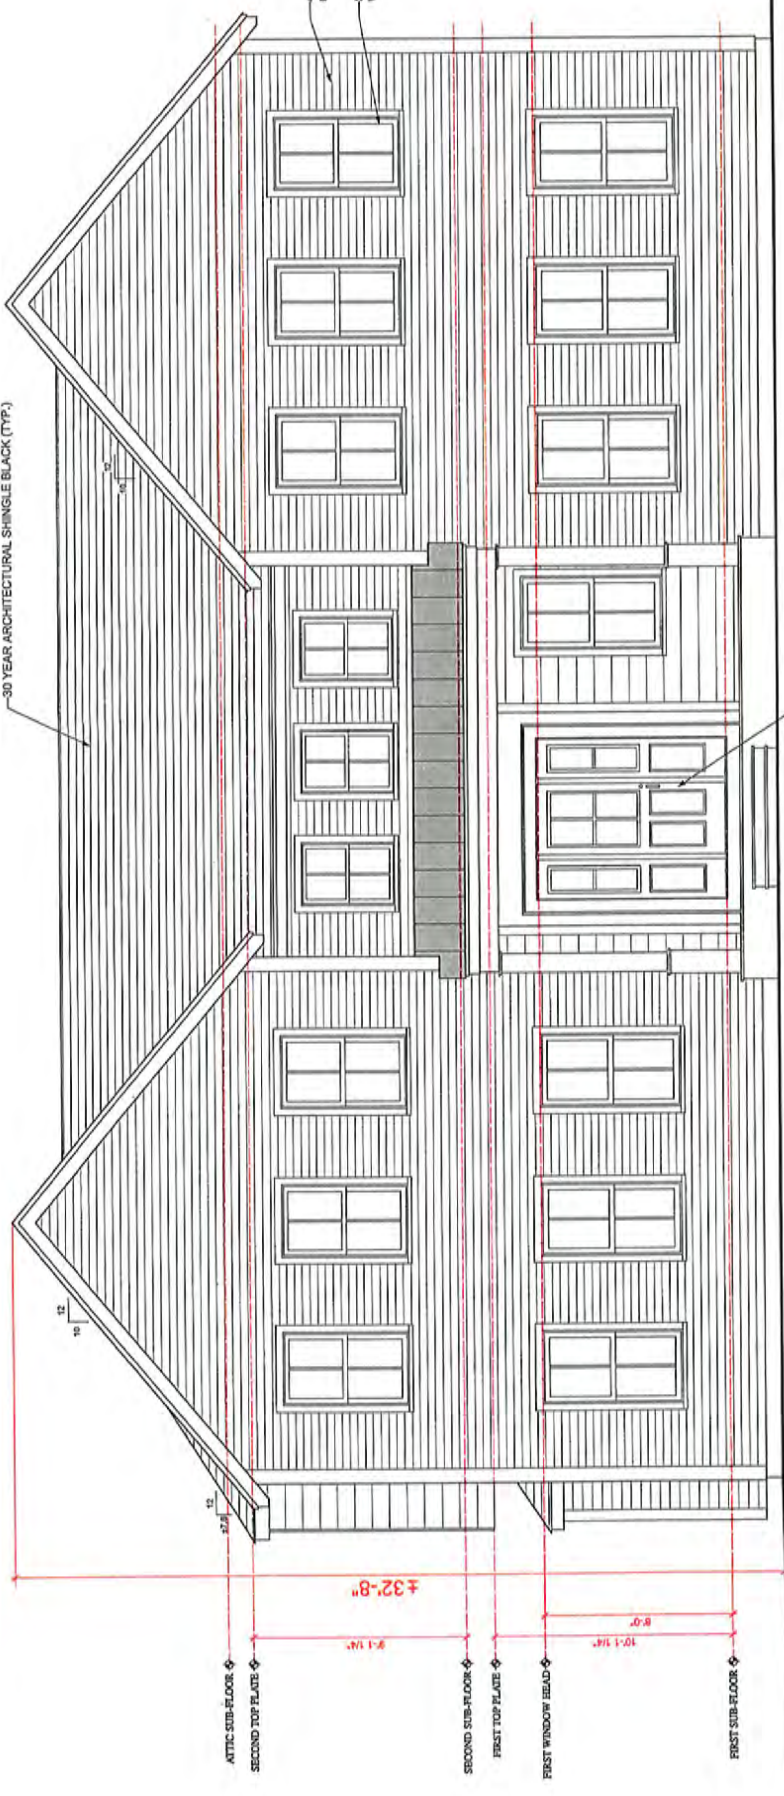 30 YEAR ARCHITECTURAL SHINGLE BLACK (TYP.)
12
10
12
10
12
±7.5
±32'-8"
9'-1 1/4"
8'-0"
10'-1 1/4"
ATTIC SUB-FLOOR
SECOND TOP PLATE
SECOND SUB-FLOOR
FIRST TOP PLATE
FIRST WINDOW HEAD
FIRST SUB-FLOOR